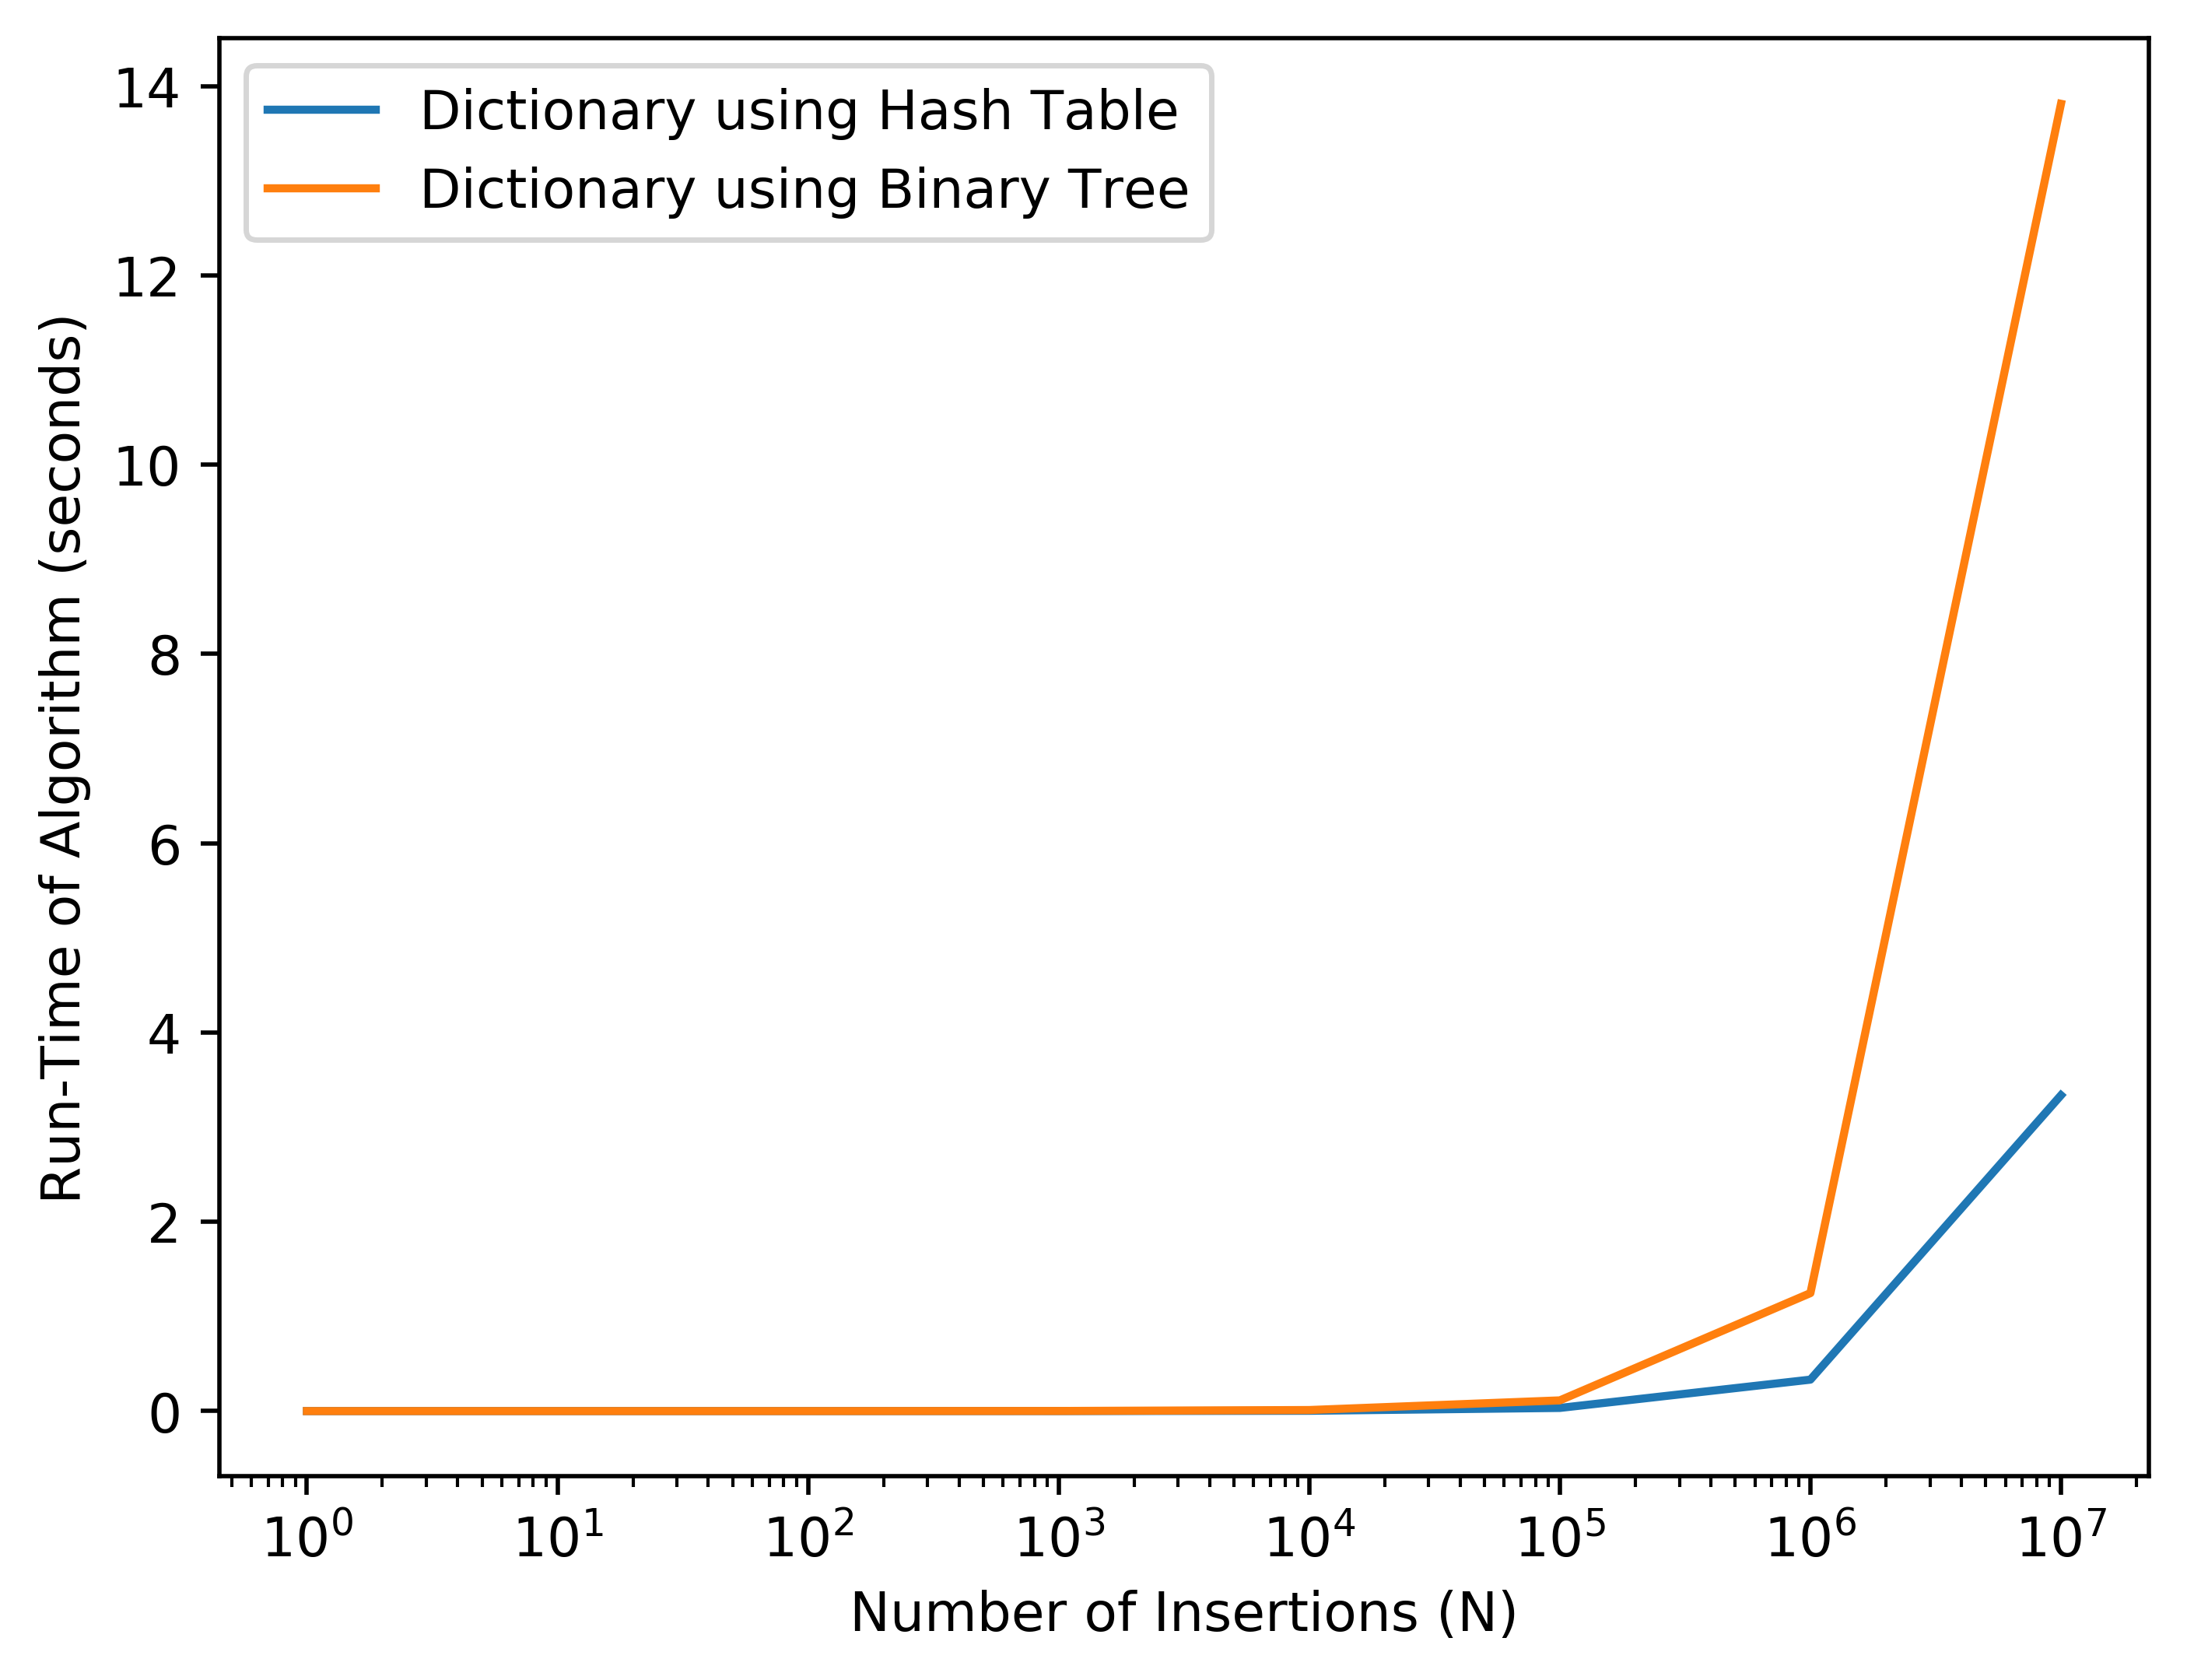 Dictionary using Hash Table
Dictionary using Binary Tree
14
12
10
8
6
4
2
0
Run-Time of Algorithm (seconds)
10⁰ 10¹ 10² 10³ 10⁴ 10⁵ 10⁶ 10⁷
Number of Insertions (N)